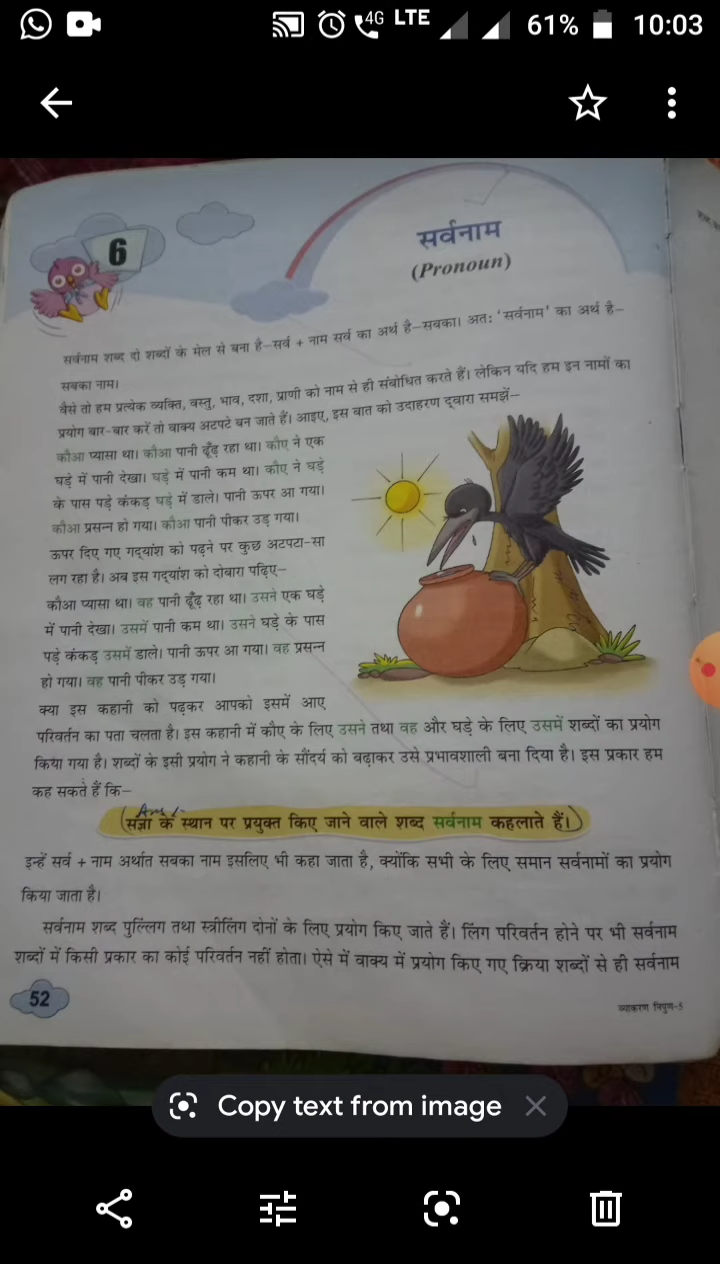 4G LTE 61% 10:03
6
सर्वनाम
(Pronoun)
सर्वनाम शब्द दो शब्दों के मेल से बना है–सर्व + नाम सर्व का अर्थ है–सबका। अत: ‘सर्वनाम’ का अर्थ है–
सबका नाम।
वैसे तो हम प्रत्येक व्यक्ति, वस्तु, भाव, दशा, प्राणी को नाम से ही संबोधित करते हैं। लेकिन यदि हम इन नामों का
प्रयोग बार-बार करें तो वाक्य अटपटे बन जाते हैं। आइए, इस बात को उदाहरण द्वारा समझें–
कौआ प्यासा था। कौआ पानी ढूँढ़ रहा था। कौए ने एक
घड़े में पानी देखा। घड़े में पानी कम था। कौए ने घड़े
के पास पड़े कंकड़ घड़े में डाले। पानी ऊपर आ गया।
कौआ प्रसन्न हो गया। कौआ पानी पीकर उड़ गया।
ऊपर दिए गए गद्यांश को पढ़ने पर कुछ अटपटा-सा
लग रहा है। अब इस गद्यांश को दोबारा पढ़िए–
कौआ प्यासा था। वह पानी ढूँढ़ रहा था। उसने एक घड़े
में पानी देखा। उसमें पानी कम था। उसने घड़े के पास
पड़े कंकड़ उसमें डाले। पानी ऊपर आ गया। वह प्रसन्न
हो गया। वह पानी पीकर उड़ गया।
क्या इस कहानी को पढ़कर आपको इसमें आए
परिवर्तन का पता चलता है। इस कहानी में कौए के लिए उसने तथा वह और घड़े के लिए उसमें शब्दों का प्रयोग
किया गया है। शब्दों के इसी प्रयोग ने कहानी के सौंदर्य को बढ़ाकर उसे प्रभावशाली बना दिया है। इस प्रकार हम
कह सकते हैं कि–
Ans:-
(संज्ञा के स्थान पर प्रयुक्त किए जाने वाले शब्द सर्वनाम कहलाते हैं।)
इन्हें सर्व + नाम अर्थात सबका नाम इसलिए भी कहा जाता है, क्योंकि सभी के लिए समान सर्वनामों का प्रयोग
किया जाता है।
सर्वनाम शब्द पुल्लिंग तथा स्त्रीलिंग दोनों के लिए प्रयोग किए जाते हैं। लिंग परिवर्तन होने पर भी सर्वनाम
शब्दों में किसी प्रकार का कोई परिवर्तन नहीं होता। ऐसे में वाक्य में प्रयोग किए गए क्रिया शब्दों से ही सर्वनाम
52
व्याकरण निपुण-5
Copy text from image